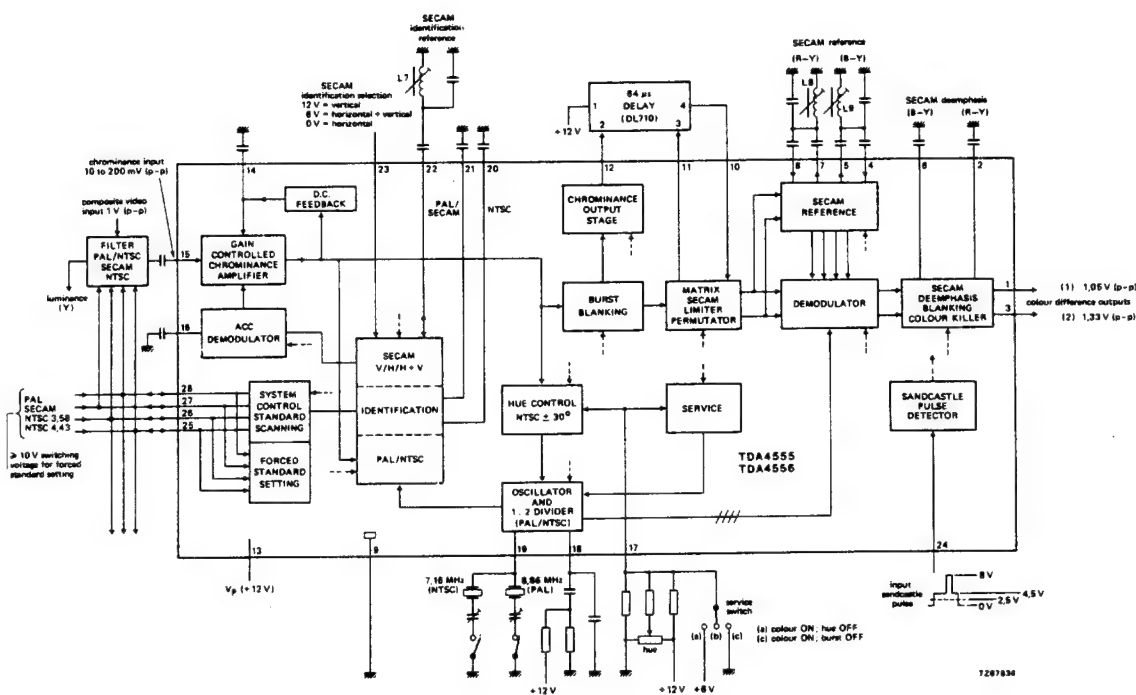 SECAM
identification
reference
L7
SECAM
identification selection
12 V = vertical
6 V = horizontal + vertical
0 V = horizontal
64 µs
DELAY
(DL710)
1
2
3
4
+12 V
SECAM reference
(R-Y) (B-Y)
L8
L9
SECAM deemphasis
(B-Y) (R-Y)
chrominance input
10 to 200 mV (p-p)
composite video
input 1 V (p-p)
14
23
22
21
20
12
11
10
8
7
5
4
6
2
PAL/
SECAM
NTSC
D.C.
FEEDBACK
CHROMINANCE
OUTPUT
STAGE
SECAM
REFERENCE
FILTER
PAL/NTSC
SECAM
NTSC
15
GAIN
CONTROLLED
CHROMINANCE
AMPLIFIER
luminance
(Y)
BURST
BLANKING
MATRIX
SECAM
LIMITER
PERMUTATOR
DEMODULATOR
SECAM
DEEMPHASIS
BLANKING
COLOUR KILLER
1
(1) 1,05 V (p-p)
colour difference outputs
3
(2) 1,33 V (p-p)
16
ACC
DEMODULATOR
SECAM
V/H/H + V
IDENTIFICATION
PAL/NTSC
HUE CONTROL
NTSC ± 30°
SERVICE
SANDCASTLE
PULSE
DETECTOR
PAL
SECAM
NTSC 3,58
NTSC 4,43
28
27
26
25
SYSTEM
CONTROL
STANDARD
SCANNING
FORCED
STANDARD
SETTING
⩾ 10 V switching
voltage for forced
standard setting
TDA4555
TDA4556
OSCILLATOR
AND
1 : 2 DIVIDER
(PAL/NTSC)
13
9
19
18
17
24
Vp (+12 V)
7,16 MHz
(NTSC)
8,86 MHz
(PAL)
service
switch
(a) (b) (c)
(a) colour ON; hue OFF
(c) colour ON; burst OFF
hue
+12 V
+12 V
+6 V
input
sandcastle
pulse
8 V
4,5 V
2,5 V
0 V
7Z87836